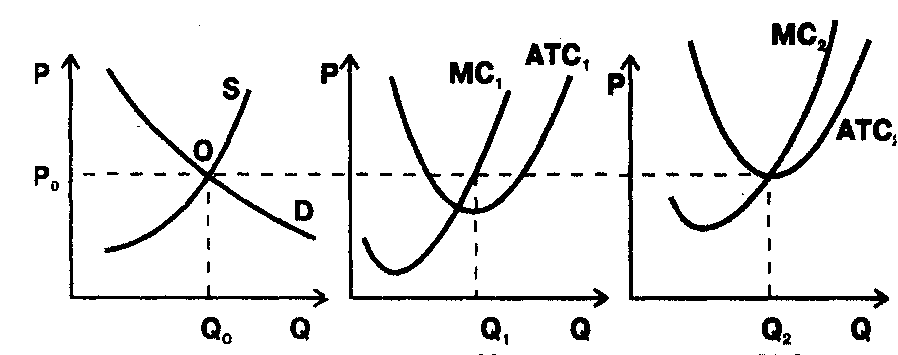 P S O P₀ D Q₀ Q
P MC₁ ATC₁ Q₁ Q
P MC₂ ATC₂ Q₂ Q